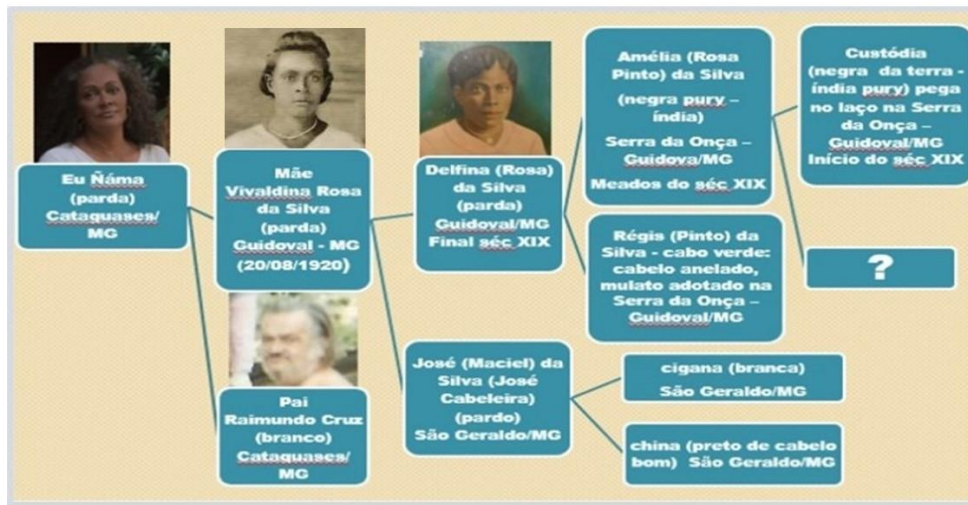 Eu Ñáma
(parda)
Cataquases/
MG
Mãe
Vivaldina Rosa
da Silva
(parda)
Guidoval - MG
(20/08/1920)
Pai
Raimundo Cruz
(branco)
Cataquases/
MG
Delfina (Rosa)
da Silva
(parda)
Guidoval/MG
Final séc XIX
José (Maciel) da
Silva (José
Cabeleira)
(pardo)
São Geraldo/MG
Amélia (Rosa
Pinto) da Silva
(negra pury –
índia)
Serra da Onça –
Guidova/MG
Meados do séc XIX
Régis (Pinto) da
Silva - cabo verde:
cabelo anelado,
mulato adotado na
Serra da Onça –
Guidoval/MG
cigana (branca)
São Geraldo/MG
china (preto de cabelo
bom) São Geraldo/MG
Custódia
(negra da terra -
índia pury) pega
no laço na Serra
da Onça –
Guidoval/MG
Início do séc XIX
?